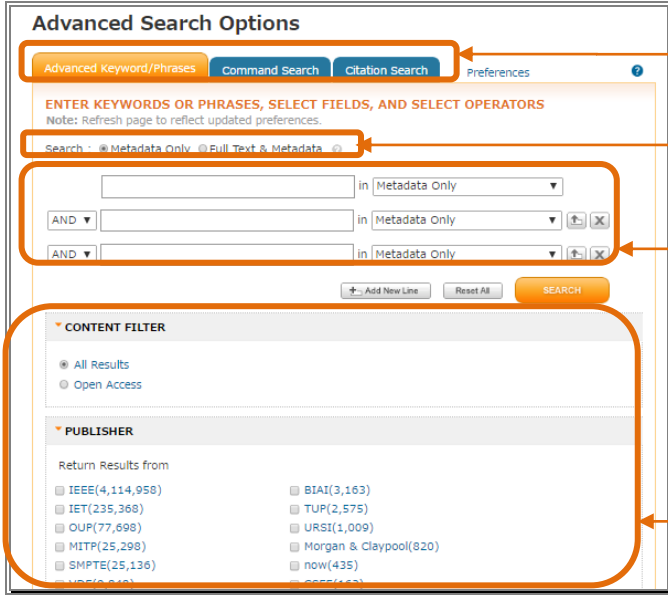 Advanced Search Options
Advanced Keyword/Phrases Command Search Citation Search Preferences ?
ENTER KEYWORDS OR PHRASES, SELECT FIELDS, AND SELECT OPERATORS
Note: Refresh page to reflect updated preferences.
Search : Metadata Only Full Text & Metadata
in Metadata Only
AND in Metadata Only
AND in Metadata Only
Add New Line Reset All SEARCH
CONTENT FILTER
All Results
Open Access
PUBLISHER
Return Results from
IEEE(4,114,958) BIAI(3,163)
IET(235,368) TUP(2,575)
OUP(77,698) URSI(1,009)
MITP(25,298) Morgan & Claypool(820)
SMPTE(25,136) now(435)